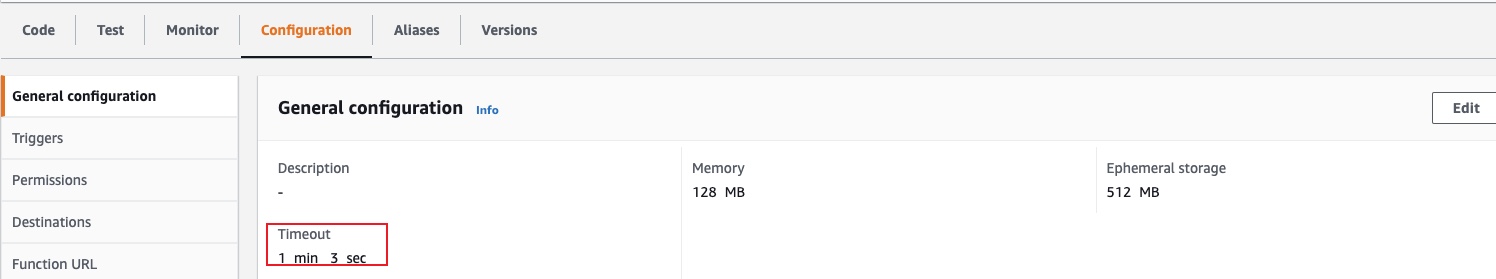 Code Test Monitor Configuration Aliases Versions
General configuration
Triggers
Permissions
Destinations
Function URL
General configuration Info
Edit
Description
-
Memory
128 MB
Ephemeral storage
512 MB
Timeout
1 min 3 sec